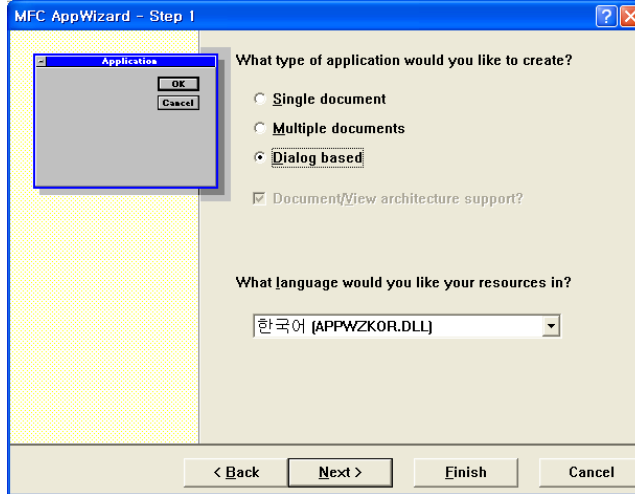 MFC AppWizard - Step 1
Application
OK
Cancel
What type of application would you like to create?
Single document
Multiple documents
Dialog based
Document/View architecture support?
What language would you like your resources in?
한국어 (APPWZKOR.DLL)
< Back
Next >
Finish
Cancel